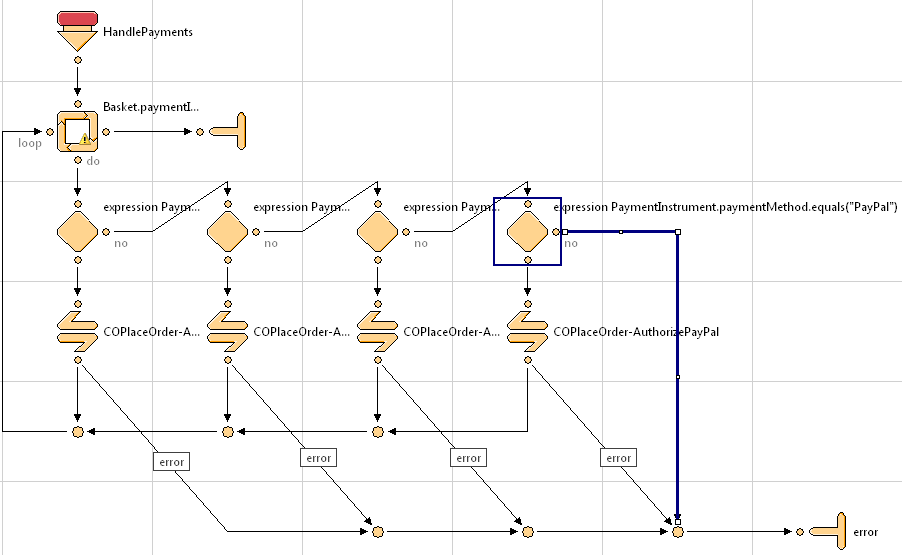 HandlePayments
Basket.paymentI...
loop
do
expression Paym...
expression Paym...
expression Paym...
expression PaymentInstrument.paymentMethod.equals("PayPal")
no
no
no
no
COPlaceOrder-A...
COPlaceOrder-A...
COPlaceOrder-A...
COPlaceOrder-AuthorizePayPal
error
error
error
error
error